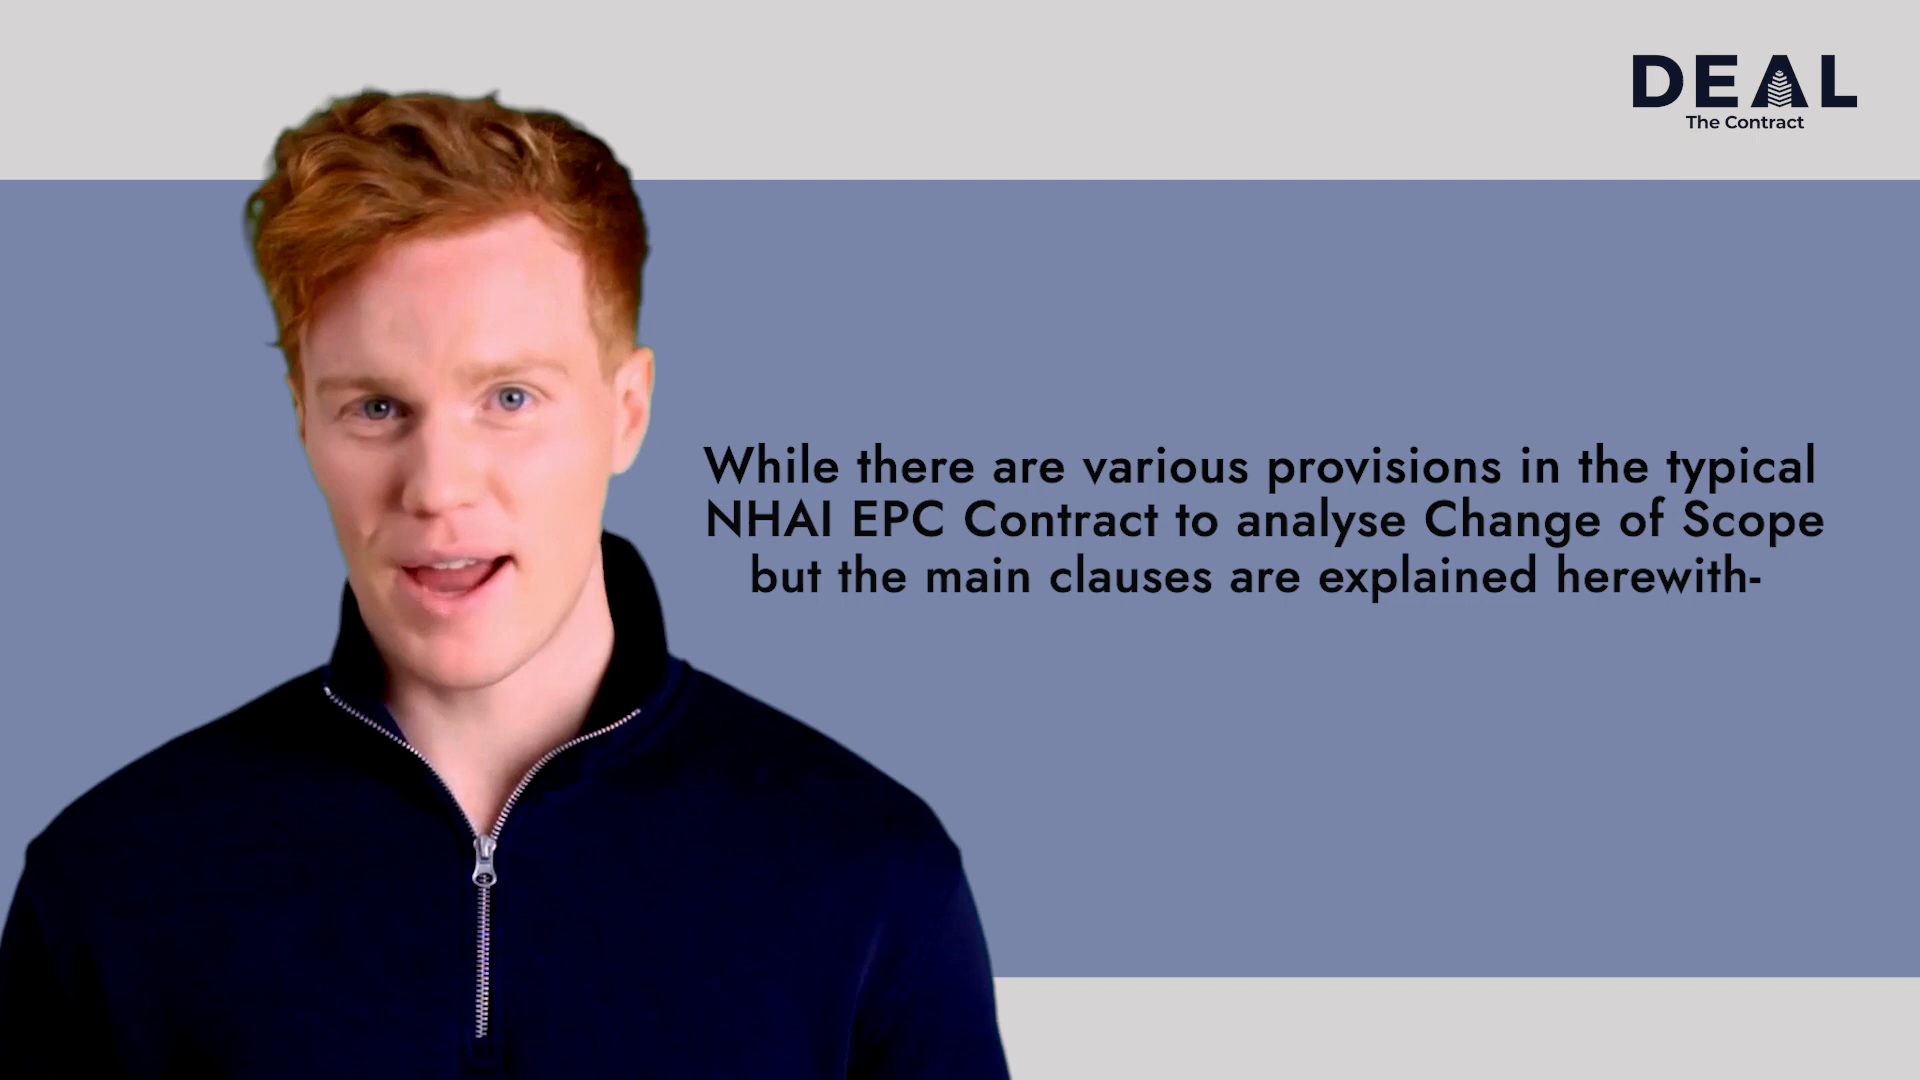 DEAL
The Contract
While there are various provisions in the typical
NHAI EPC Contract to analyse Change of Scope
but the main clauses are explained herewith-